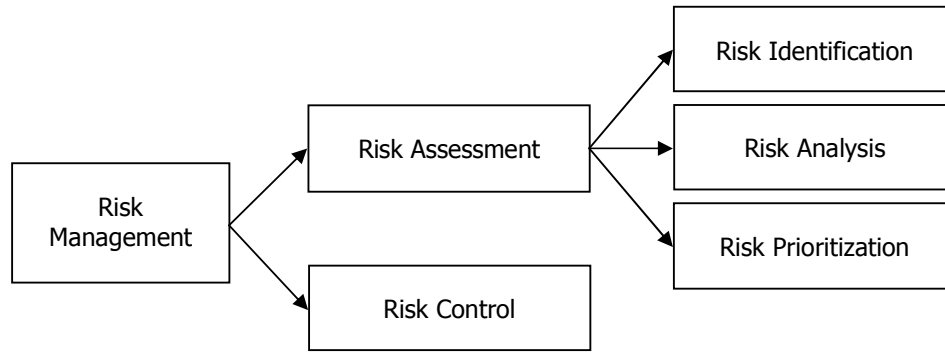 Risk
Management
Risk Assessment
Risk Control
Risk Identification
Risk Analysis
Risk Prioritization